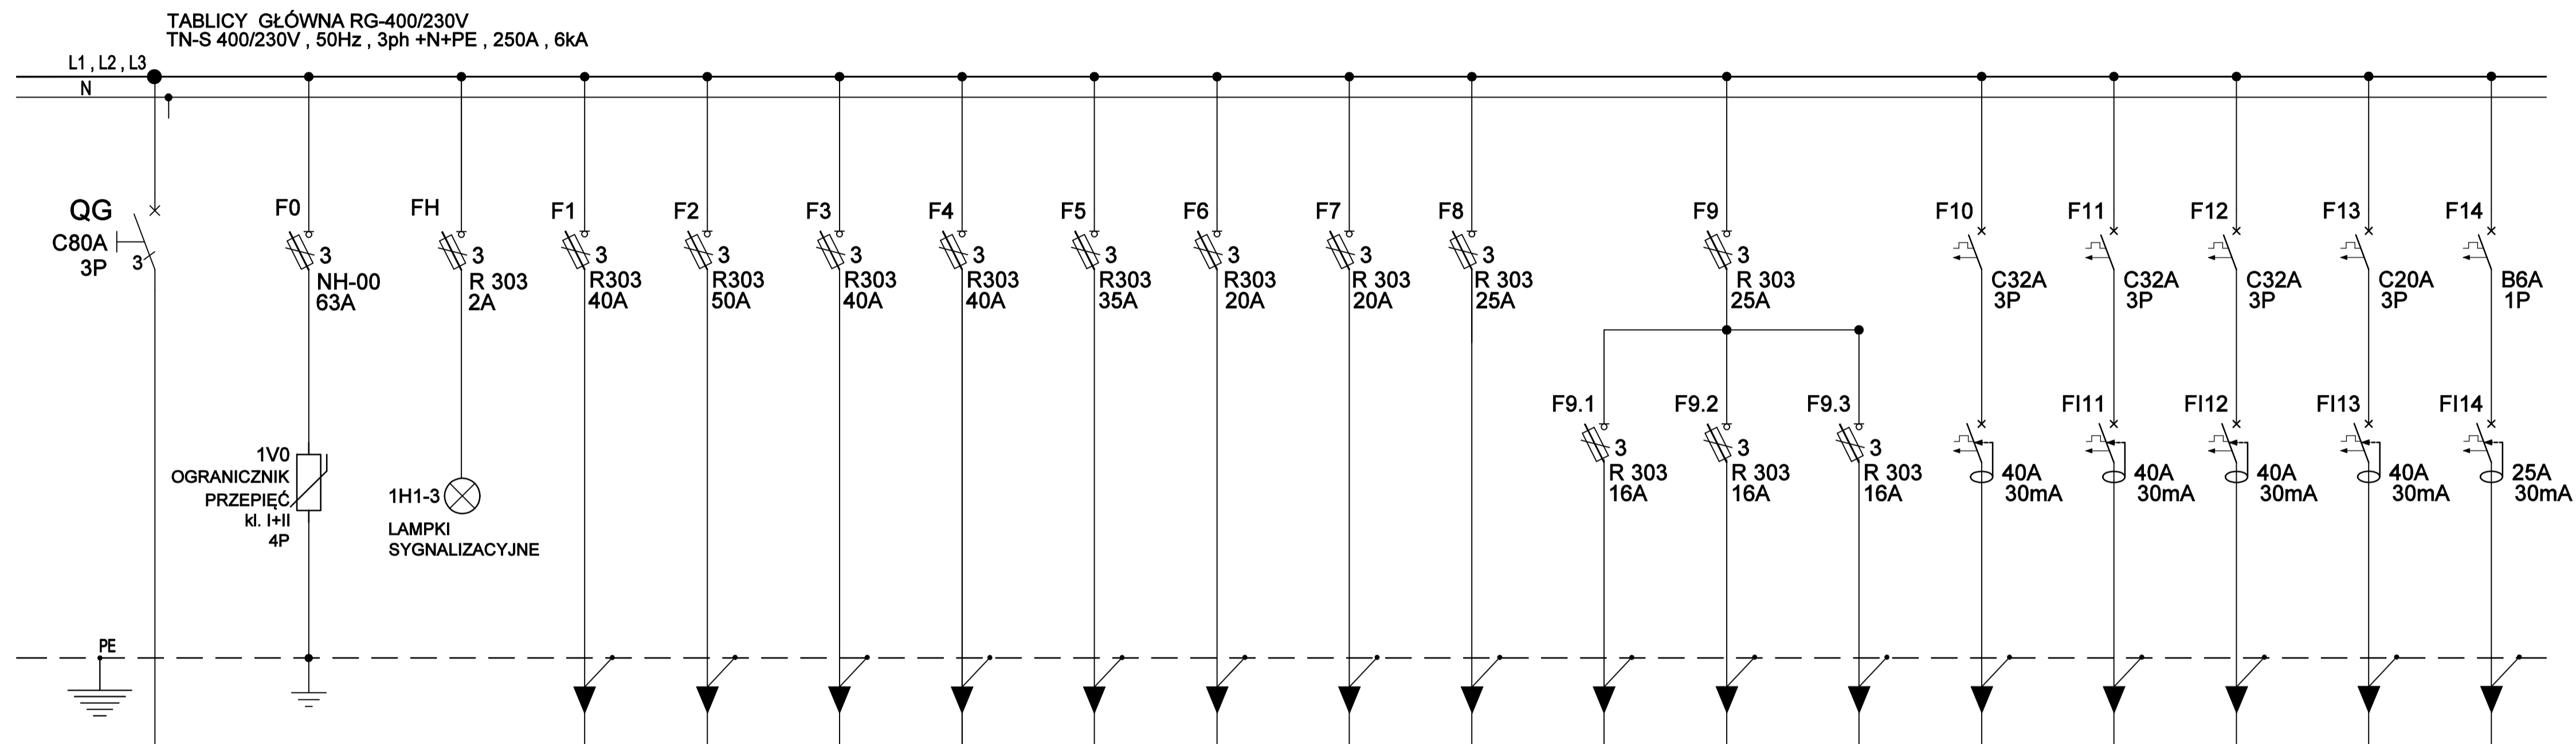 TABLICY GŁÓWNA RG-400/230V
TN-S 400/230V , 50Hz , 3ph +N+PE , 250A , 6kA
L1 , L2 , L3
N
QG
C80A
3P
3
F0
3
NH-00
63A
1V0
OGRANICZNIK
PRZEPIĘĆ
kl. I+II
4P
FH
3
R 303
2A
1H1-3
LAMPKI
SYGNALIZACYJNE
F1
3
R303
40A
F2
3
R303
50A
F3
3
R303
40A
F4
3
R303
40A
F5
3
R303
35A
F6
3
R303
20A
F7
3
R 303
20A
F8
3
R 303
25A
F9
3
R 303
25A
F9.1
3
R 303
16A
F9.2
3
R 303
16A
F9.3
3
R 303
16A
F10
C32A
3P
40A
30mA
F11
C32A
3P
FI11
40A
30mA
F12
C32A
3P
FI12
40A
30mA
F13
C20A
3P
FI13
40A
30mA
F14
B6A
1P
FI14
25A
30mA
PE